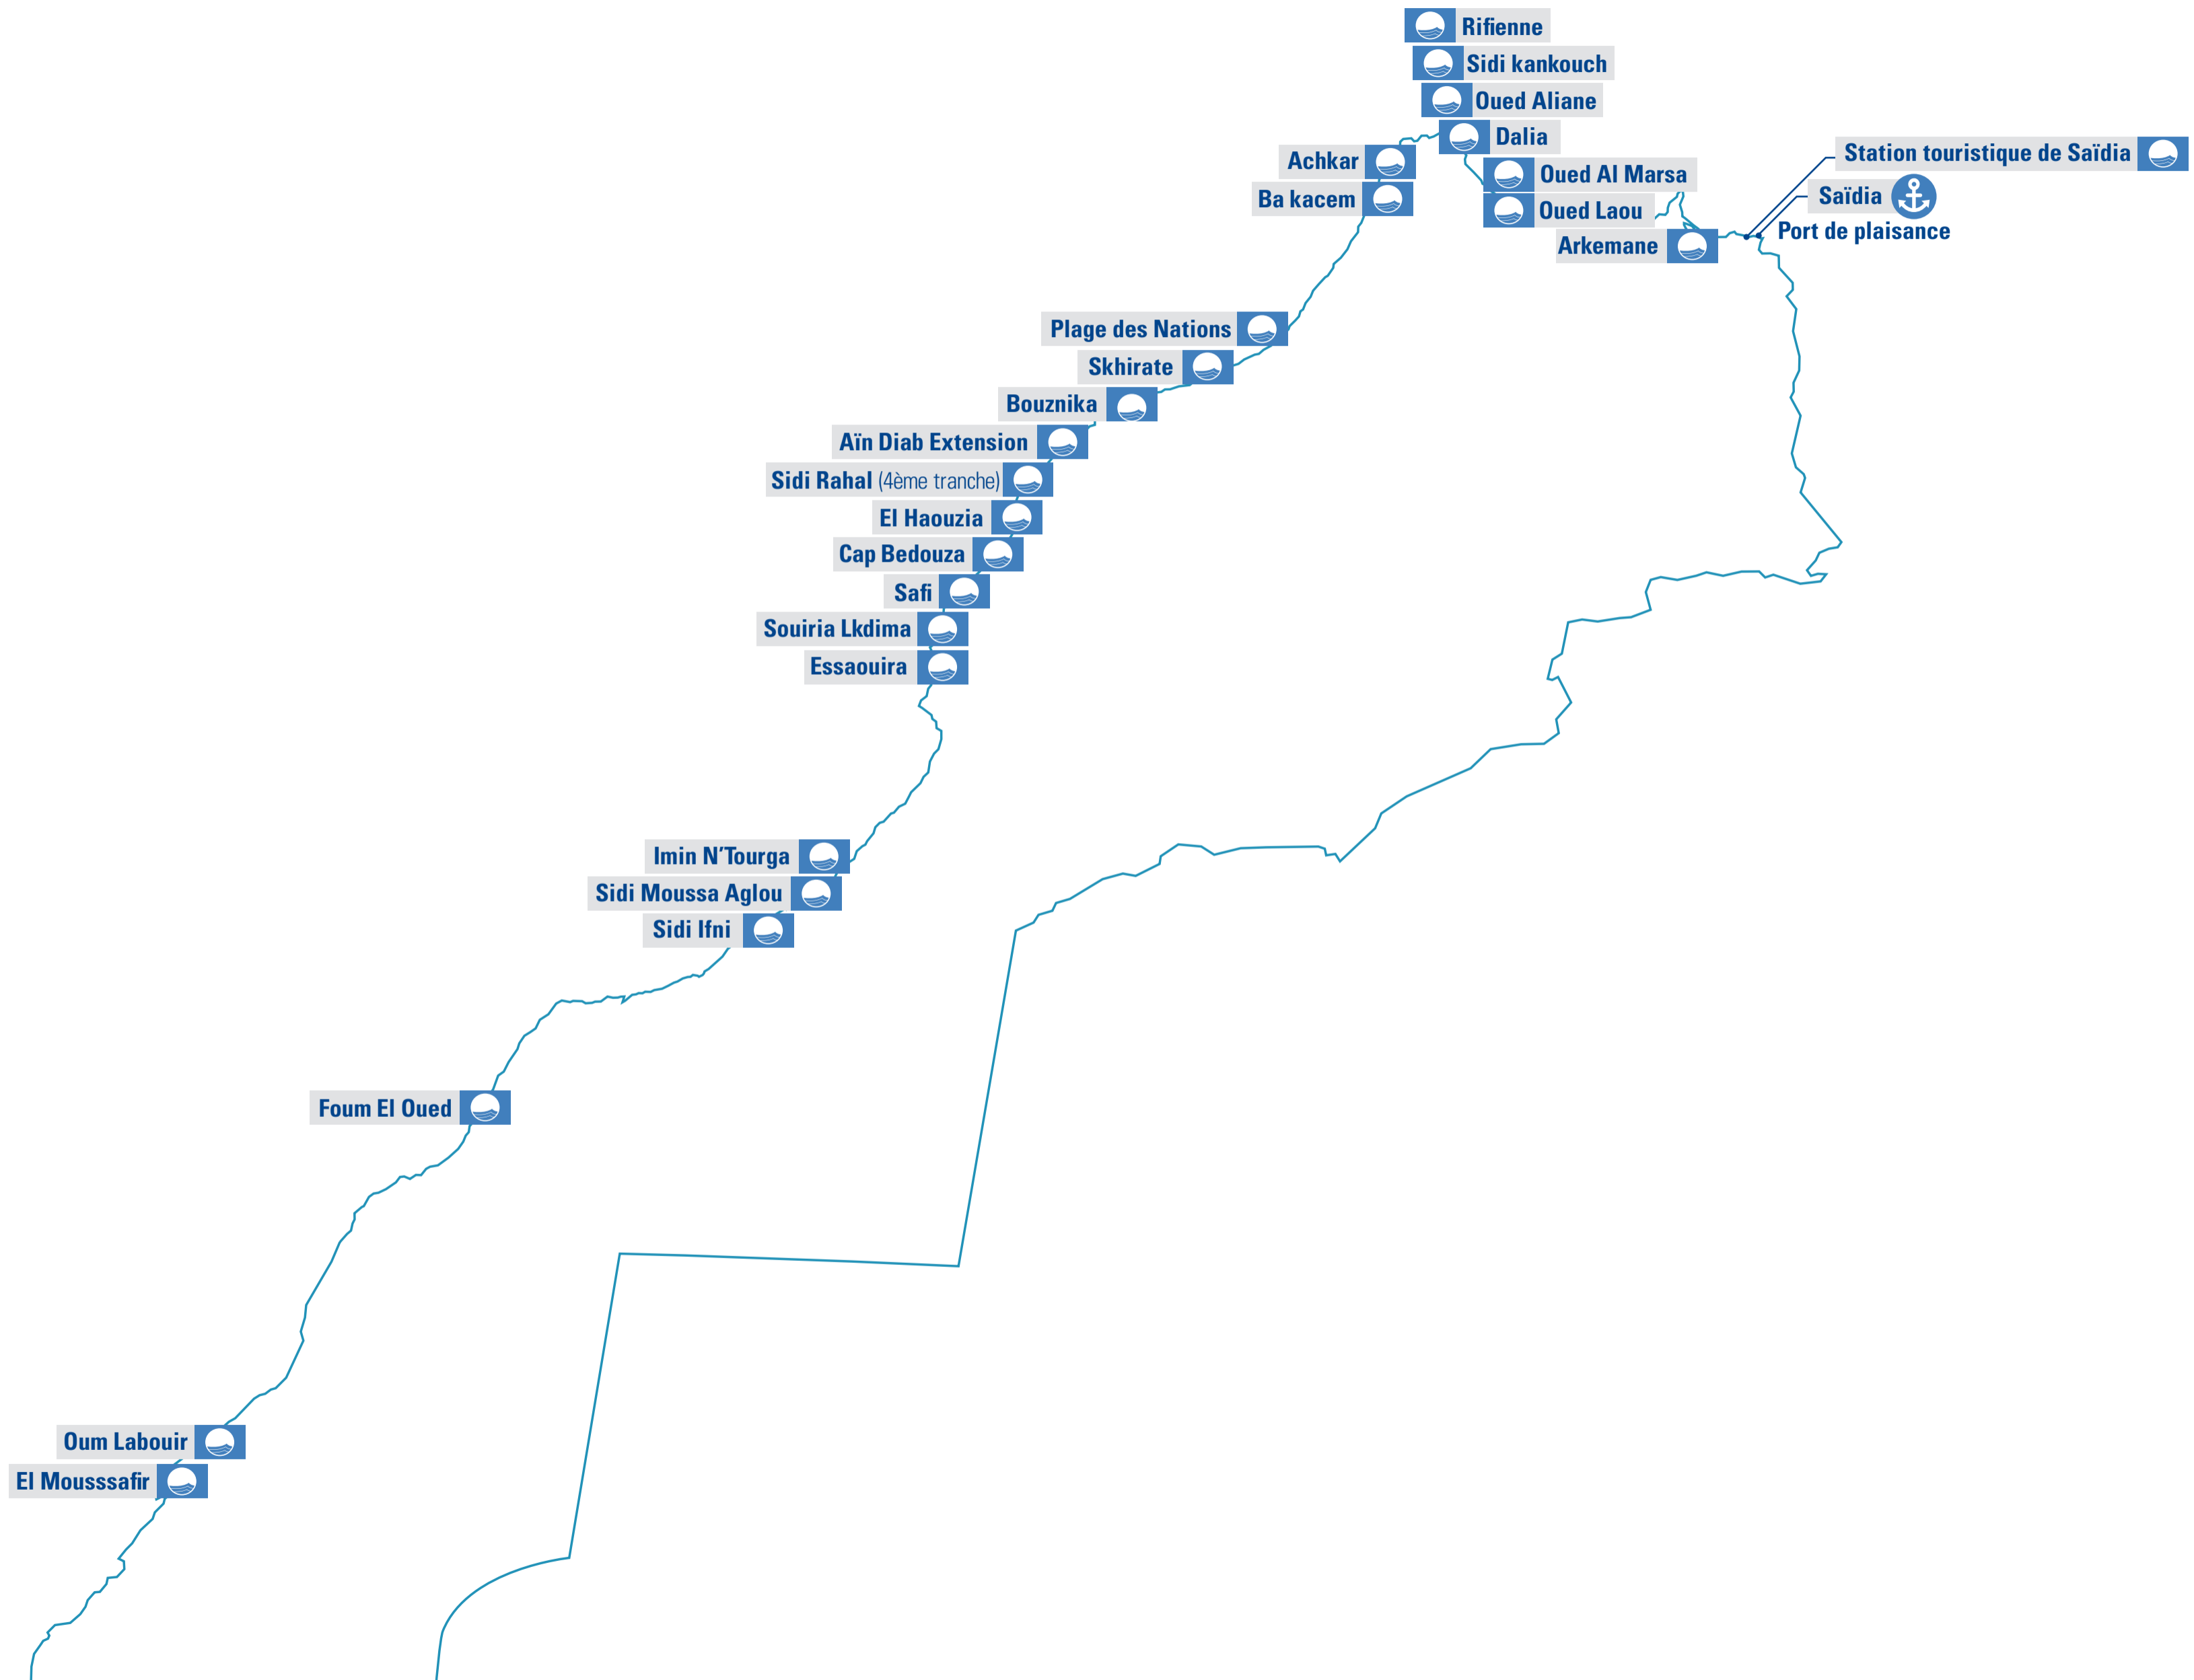 Rifienne
Sidi kankouch
Oued Aliane
Dalia
Achkar
Station touristique de Saïdia
Oued Al Marsa
Ba kacem
Saïdia
Oued Laou
Port de plaisance
Arkemane
Plage des Nations
Skhirate
Bouznika
Aïn Diab Extension
Sidi Rahal (4ème tranche)
El Haouzia
Cap Bedouza
Safi
Souiria Lkdima
Essaouira
Imin N’Tourga
Sidi Moussa Aglou
Sidi Ifni
Foum El Oued
Oum Labouir
El Mousssafir